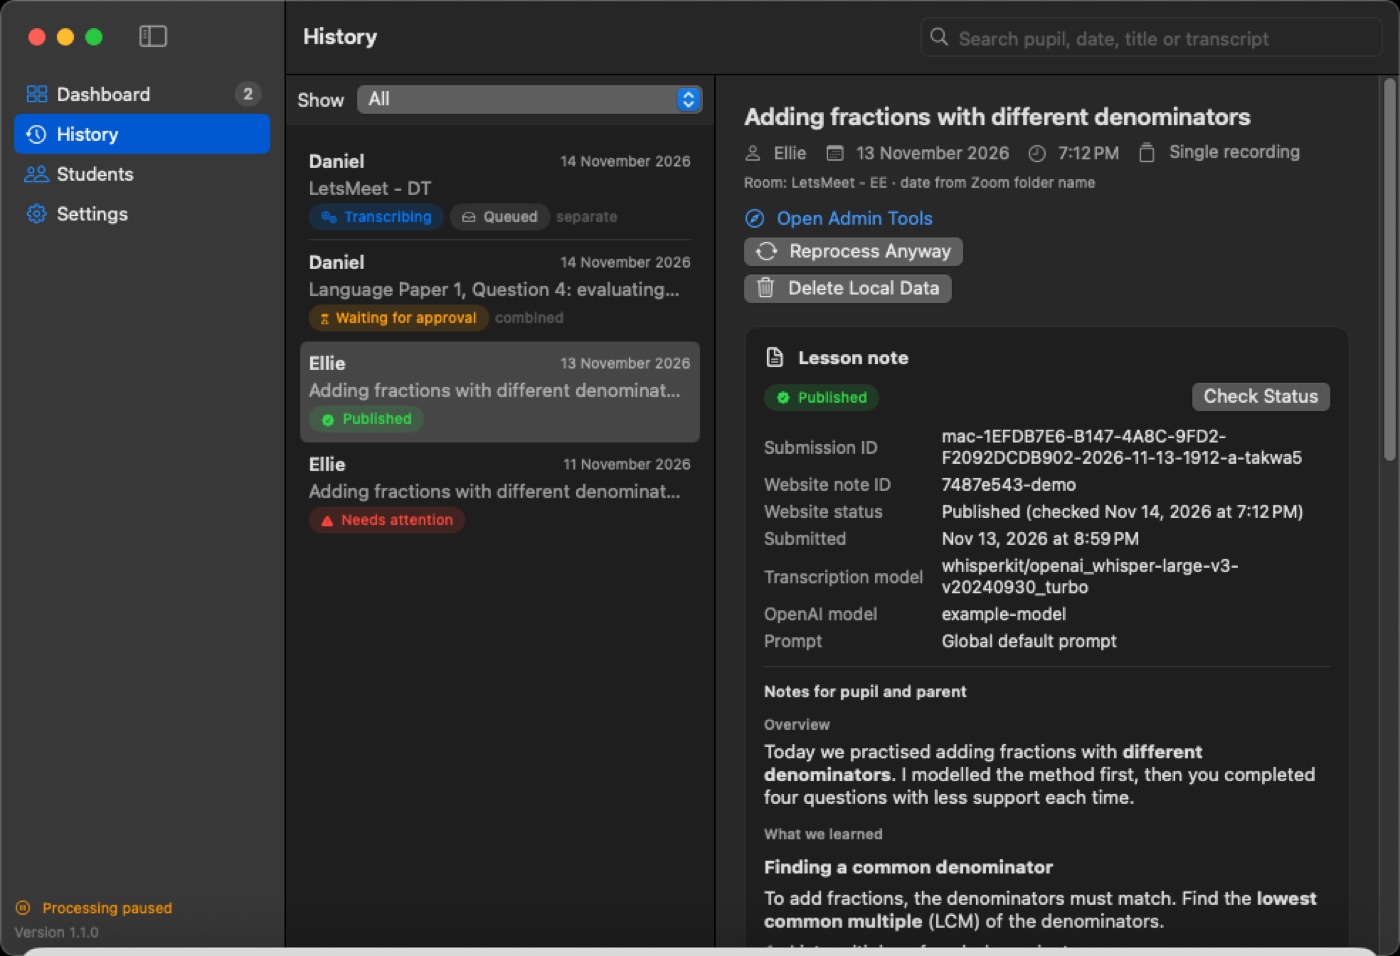 History
Search pupil, date, title or transcript
Dashboard 2
History
Students
Settings
Processing paused
Version 1.1.0
Show All
Daniel 14 November 2026
LetsMeet - DT
Transcribing Queued separate
Daniel 14 November 2026
Language Paper 1, Question 4: evaluating...
Waiting for approval combined
Ellie 13 November 2026
Adding fractions with different denominat...
Published
Ellie 11 November 2026
Adding fractions with different denominat...
Needs attention
Adding fractions with different denominators
Ellie 13 November 2026 7:12 PM Single recording
Room: LetsMeet - EE · date from Zoom folder name
Open Admin Tools
Reprocess Anyway
Delete Local Data
Lesson note
Published Check Status
Submission ID mac-1EFDB7E6-B147-4A8C-9FD2-
F2092DCDB902-2026-11-13-1912-a-takwa5
Website note ID 7487e543-demo
Website status Published (checked Nov 14, 2026 at 7:12 PM)
Submitted Nov 13, 2026 at 8:59 PM
Transcription model whisperkit/openai_whisper-large-v3-
v20240930_turbo
OpenAI model example-model
Prompt Global default prompt
Notes for pupil and parent
Overview
Today we practised adding fractions with different
denominators. I modelled the method first, then you completed
four questions with less support each time.
What we learned
Finding a common denominator
To add fractions, the denominators must match. Find the lowest
common multiple (LCM) of the denominators.